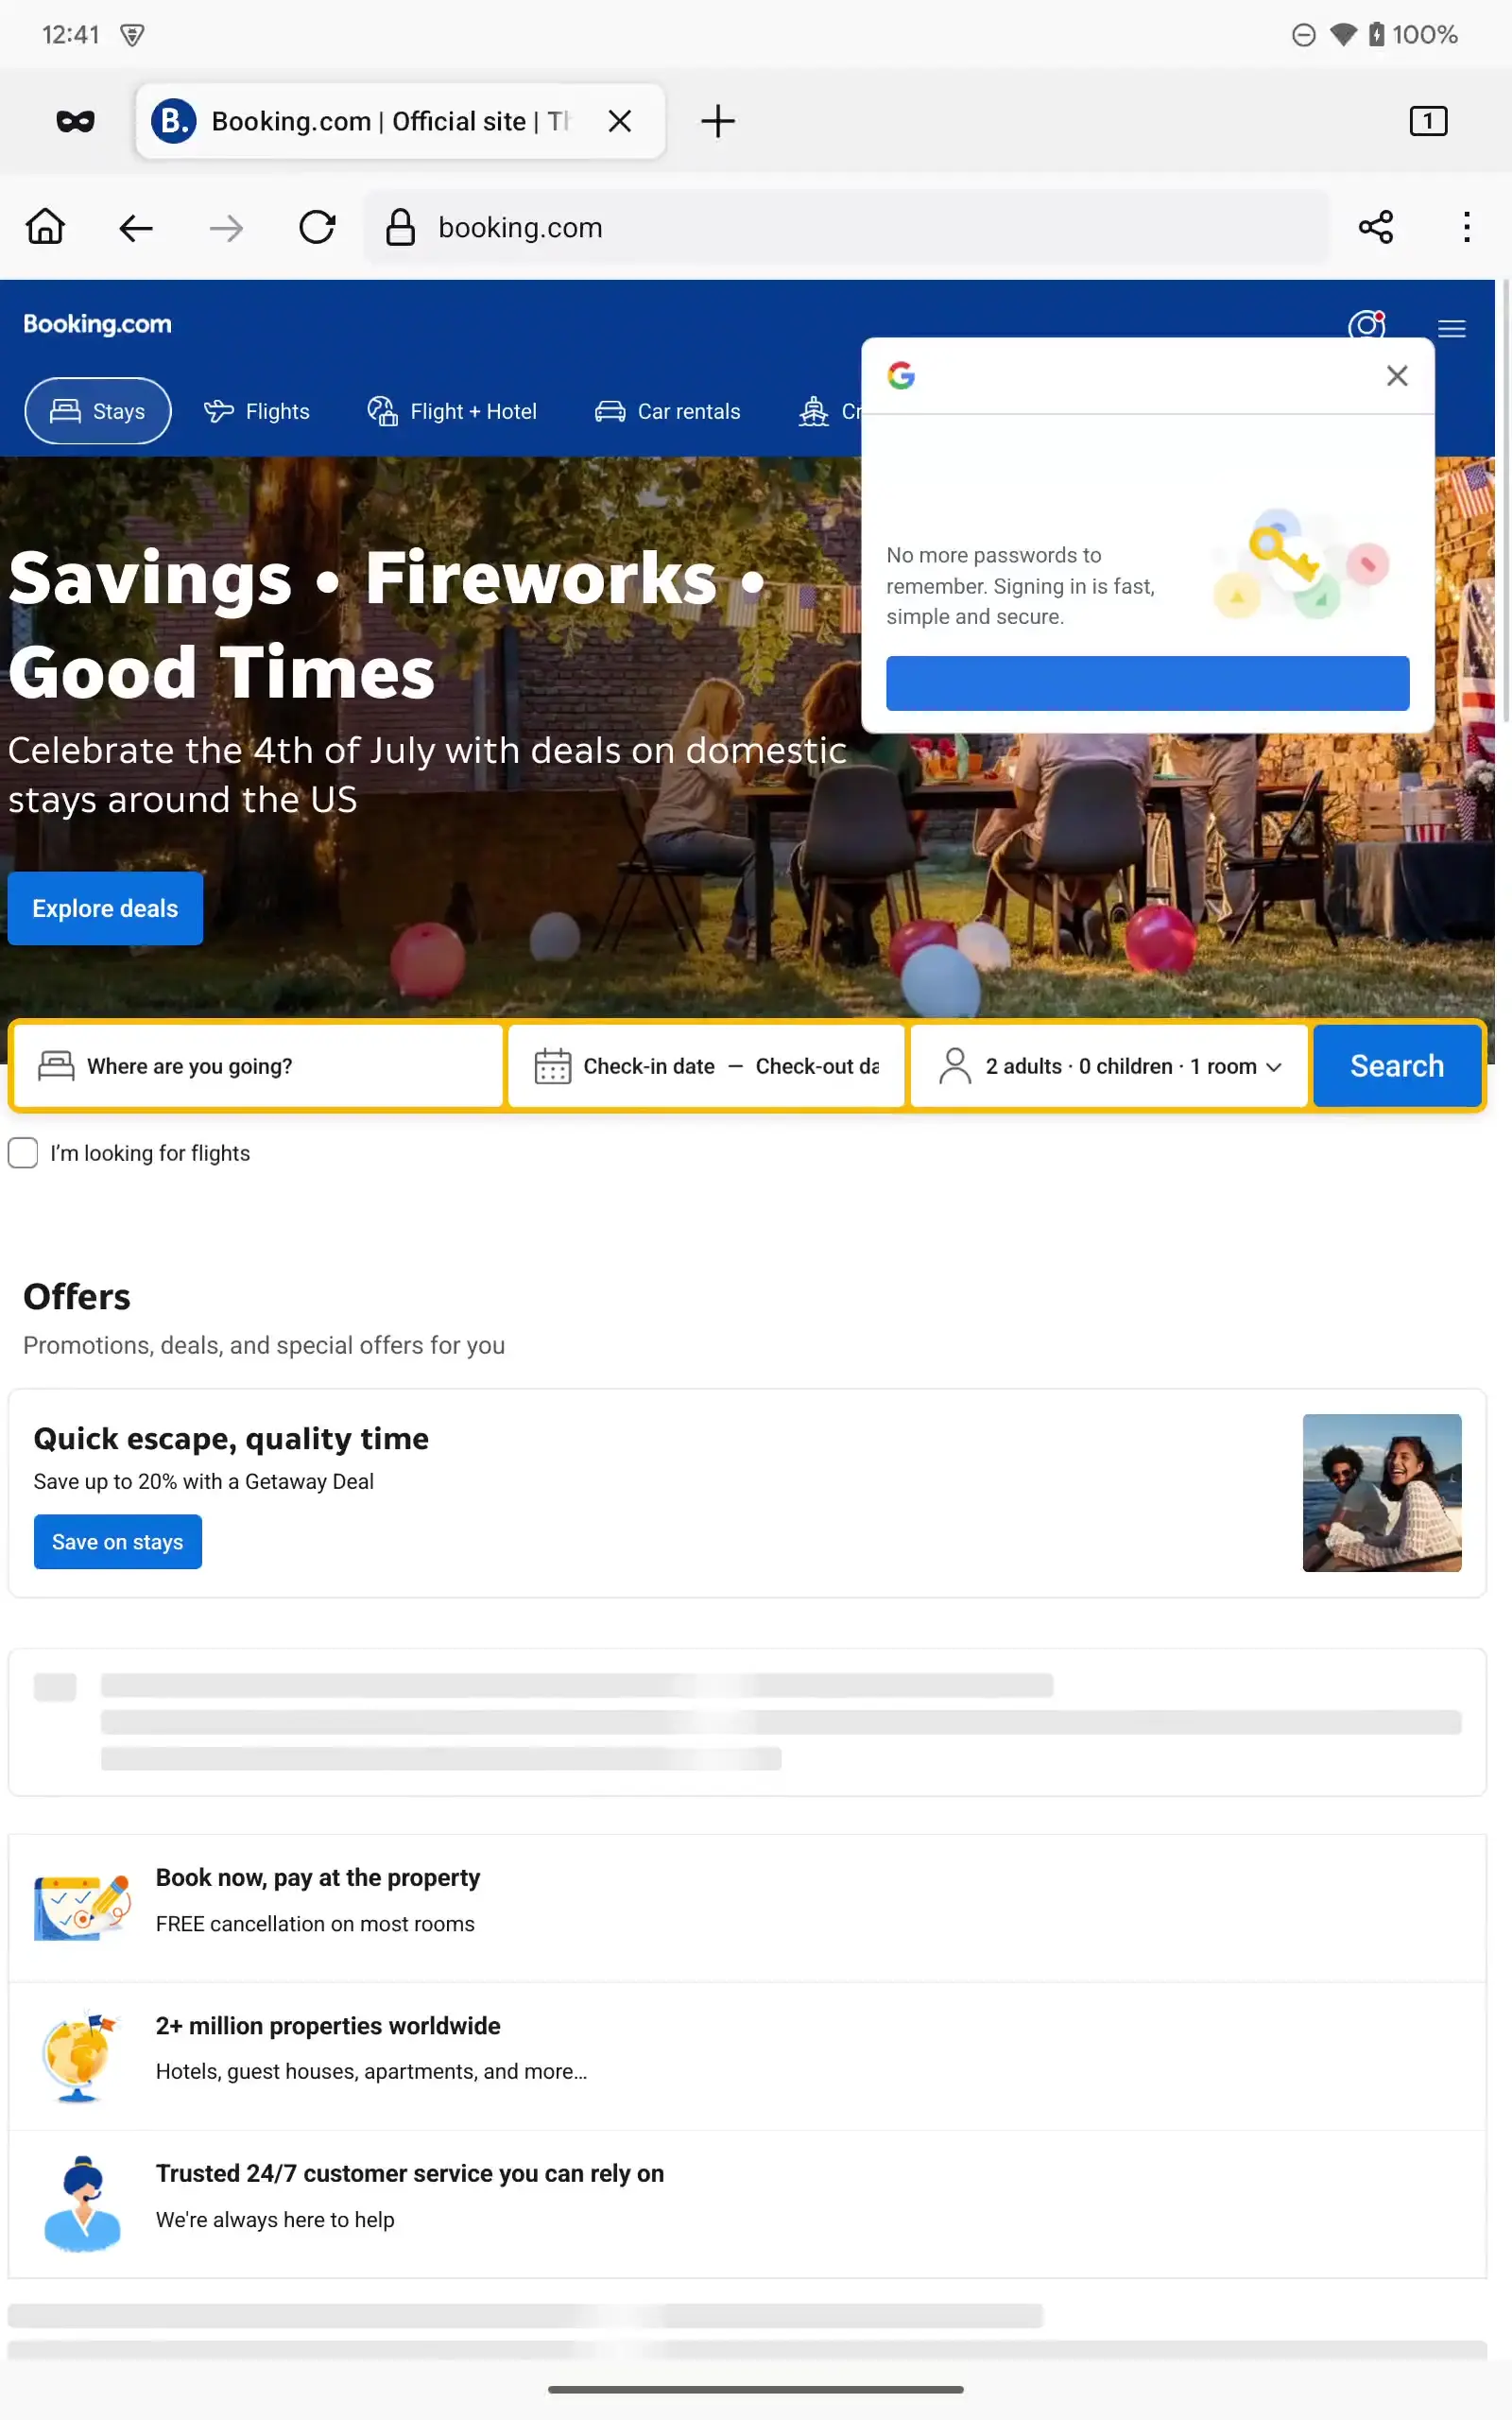 12:41
100%
Booking.com | Official site | Th
1
booking.com
Booking.com
Stays
Flights
Flight + Hotel
Car rentals
Cr
Savings • Fireworks •
Good Times
Celebrate the 4th of July with deals on domestic
stays around the US
Explore deals
No more passwords to
remember. Signing in is fast,
simple and secure.
Where are you going?
Check-in date — Check-out da
2 adults · 0 children · 1 room
Search
I'm looking for flights
Offers
Promotions, deals, and special offers for you
Quick escape, quality time
Save up to 20% with a Getaway Deal
Save on stays
Book now, pay at the property
FREE cancellation on most rooms
2+ million properties worldwide
Hotels, guest houses, apartments, and more…
Trusted 24/7 customer service you can rely on
We're always here to help